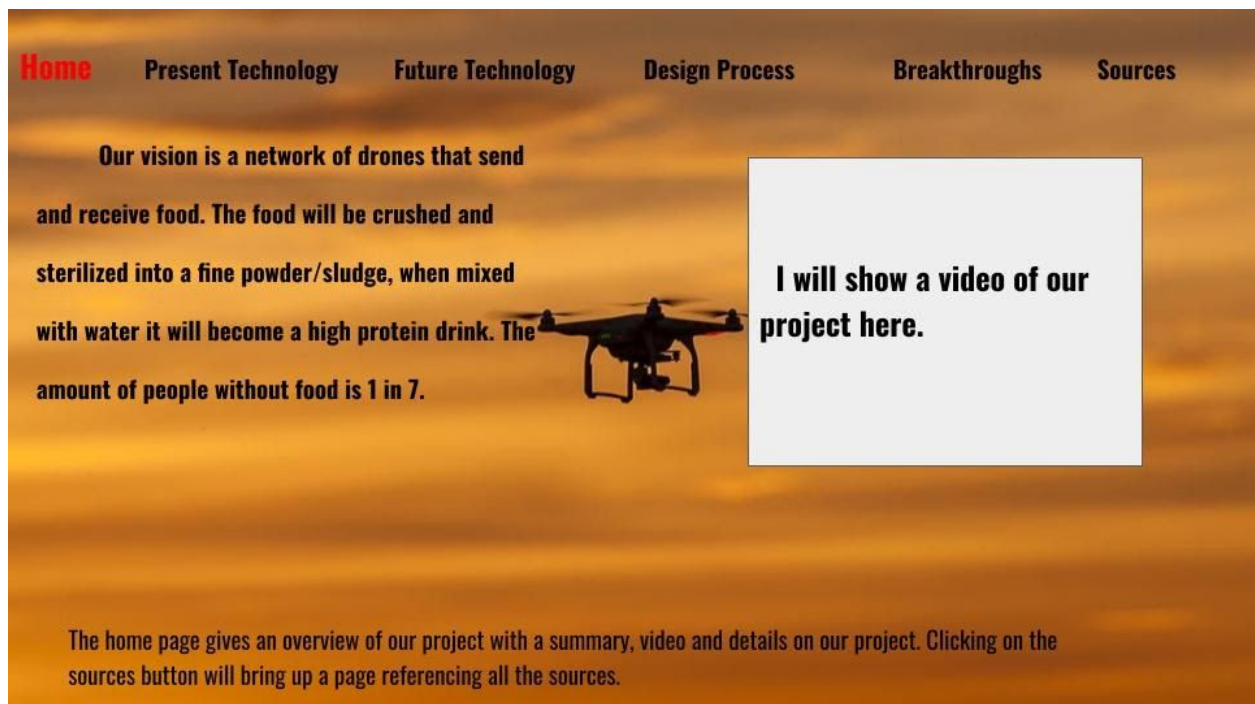 Home Present Technology Future Technology Design Process Breakthroughs Sources
Our vision is a network of drones that send
and receive food. The food will be crushed and
sterilized into a fine powder/sludge, when mixed
with water it will become a high protein drink. The
amount of people without food is 1 in 7.
I will show a video of our
project here.
The home page gives an overview of our project with a summary, video and details on our project. Clicking on the
sources button will bring up a page referencing all the sources.